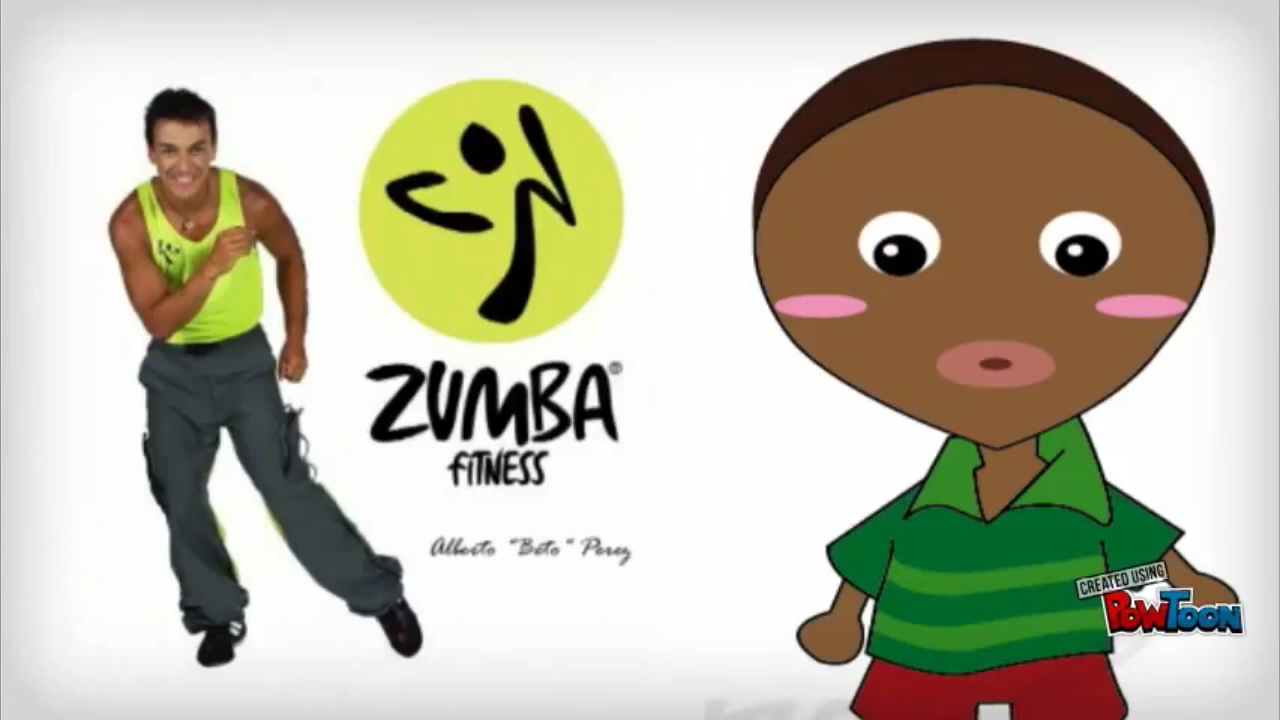 ZUMBA®
FITNESS
Alberto "Beto" Perez
CREATED USING
POWTOON